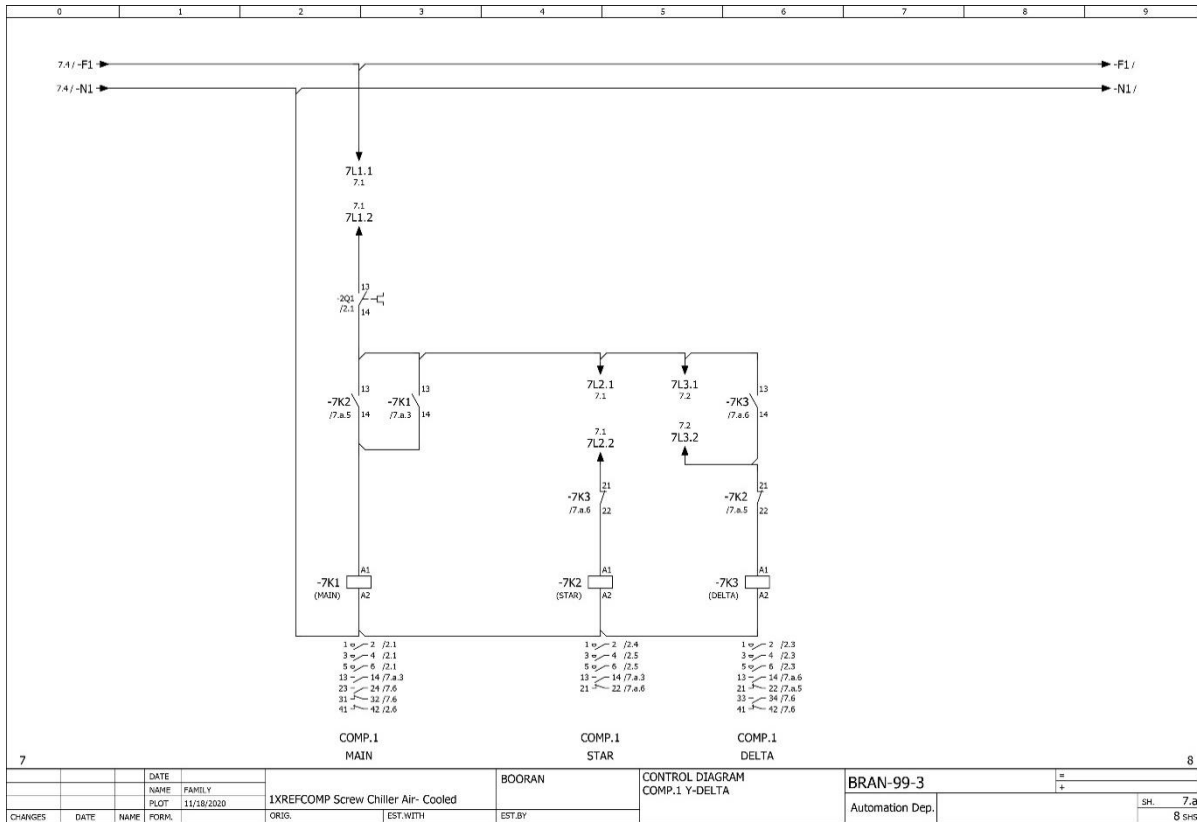 0 1 2 3 4 5 6 7 8 9
7.4 / -F1
-F1 /
7.4 / -N1
-N1 /
7L1.1
7.1
7.1
7L1.2
13
-2Q1
/2.1
14
13
-7K2
/7.a.5
14
13
-7K1
/7.a.3
14
7L2.1
7.1
7L3.1
7.2
13
-7K3
/7.a.6
14
7.1
7L2.2
7.2
7L3.2
21
-7K3
/7.a.6
22
21
-7K2
/7.a.5
22
A1
-7K1
(MAIN)
A2
A1
-7K2
(STAR)
A2
A1
-7K3
(DELTA)
A2
1 2 /2.1
3 4 /2.1
5 6 /2.1
13 14 /7.a.3
23 24 /7.6
31 32 /7.6
41 42 /2.6
1 2 /2.4
3 4 /2.5
5 6 /2.5
13 14 /7.a.3
21 22 /7.a.6
1 2 /2.3
3 4 /2.3
5 6 /2.3
13 14 /7.a.6
21 22 /7.a.5
33 34 /7.6
41 42 /7.6
COMP.1
MAIN
COMP.1
STAR
COMP.1
DELTA
7
8
DATE
NAME FAMILY
PLOT 11/18/2020
CHANGES DATE NAME FORM.
1XREFCOMP Screw Chiller Air- Cooled
ORIG. EST.WITH EST.BY
BOORAN
CONTROL DIAGRAM
COMP.1 Y-DELTA
BRAN-99-3
Automation Dep.
=
+
SH. 7.a
8 SHS